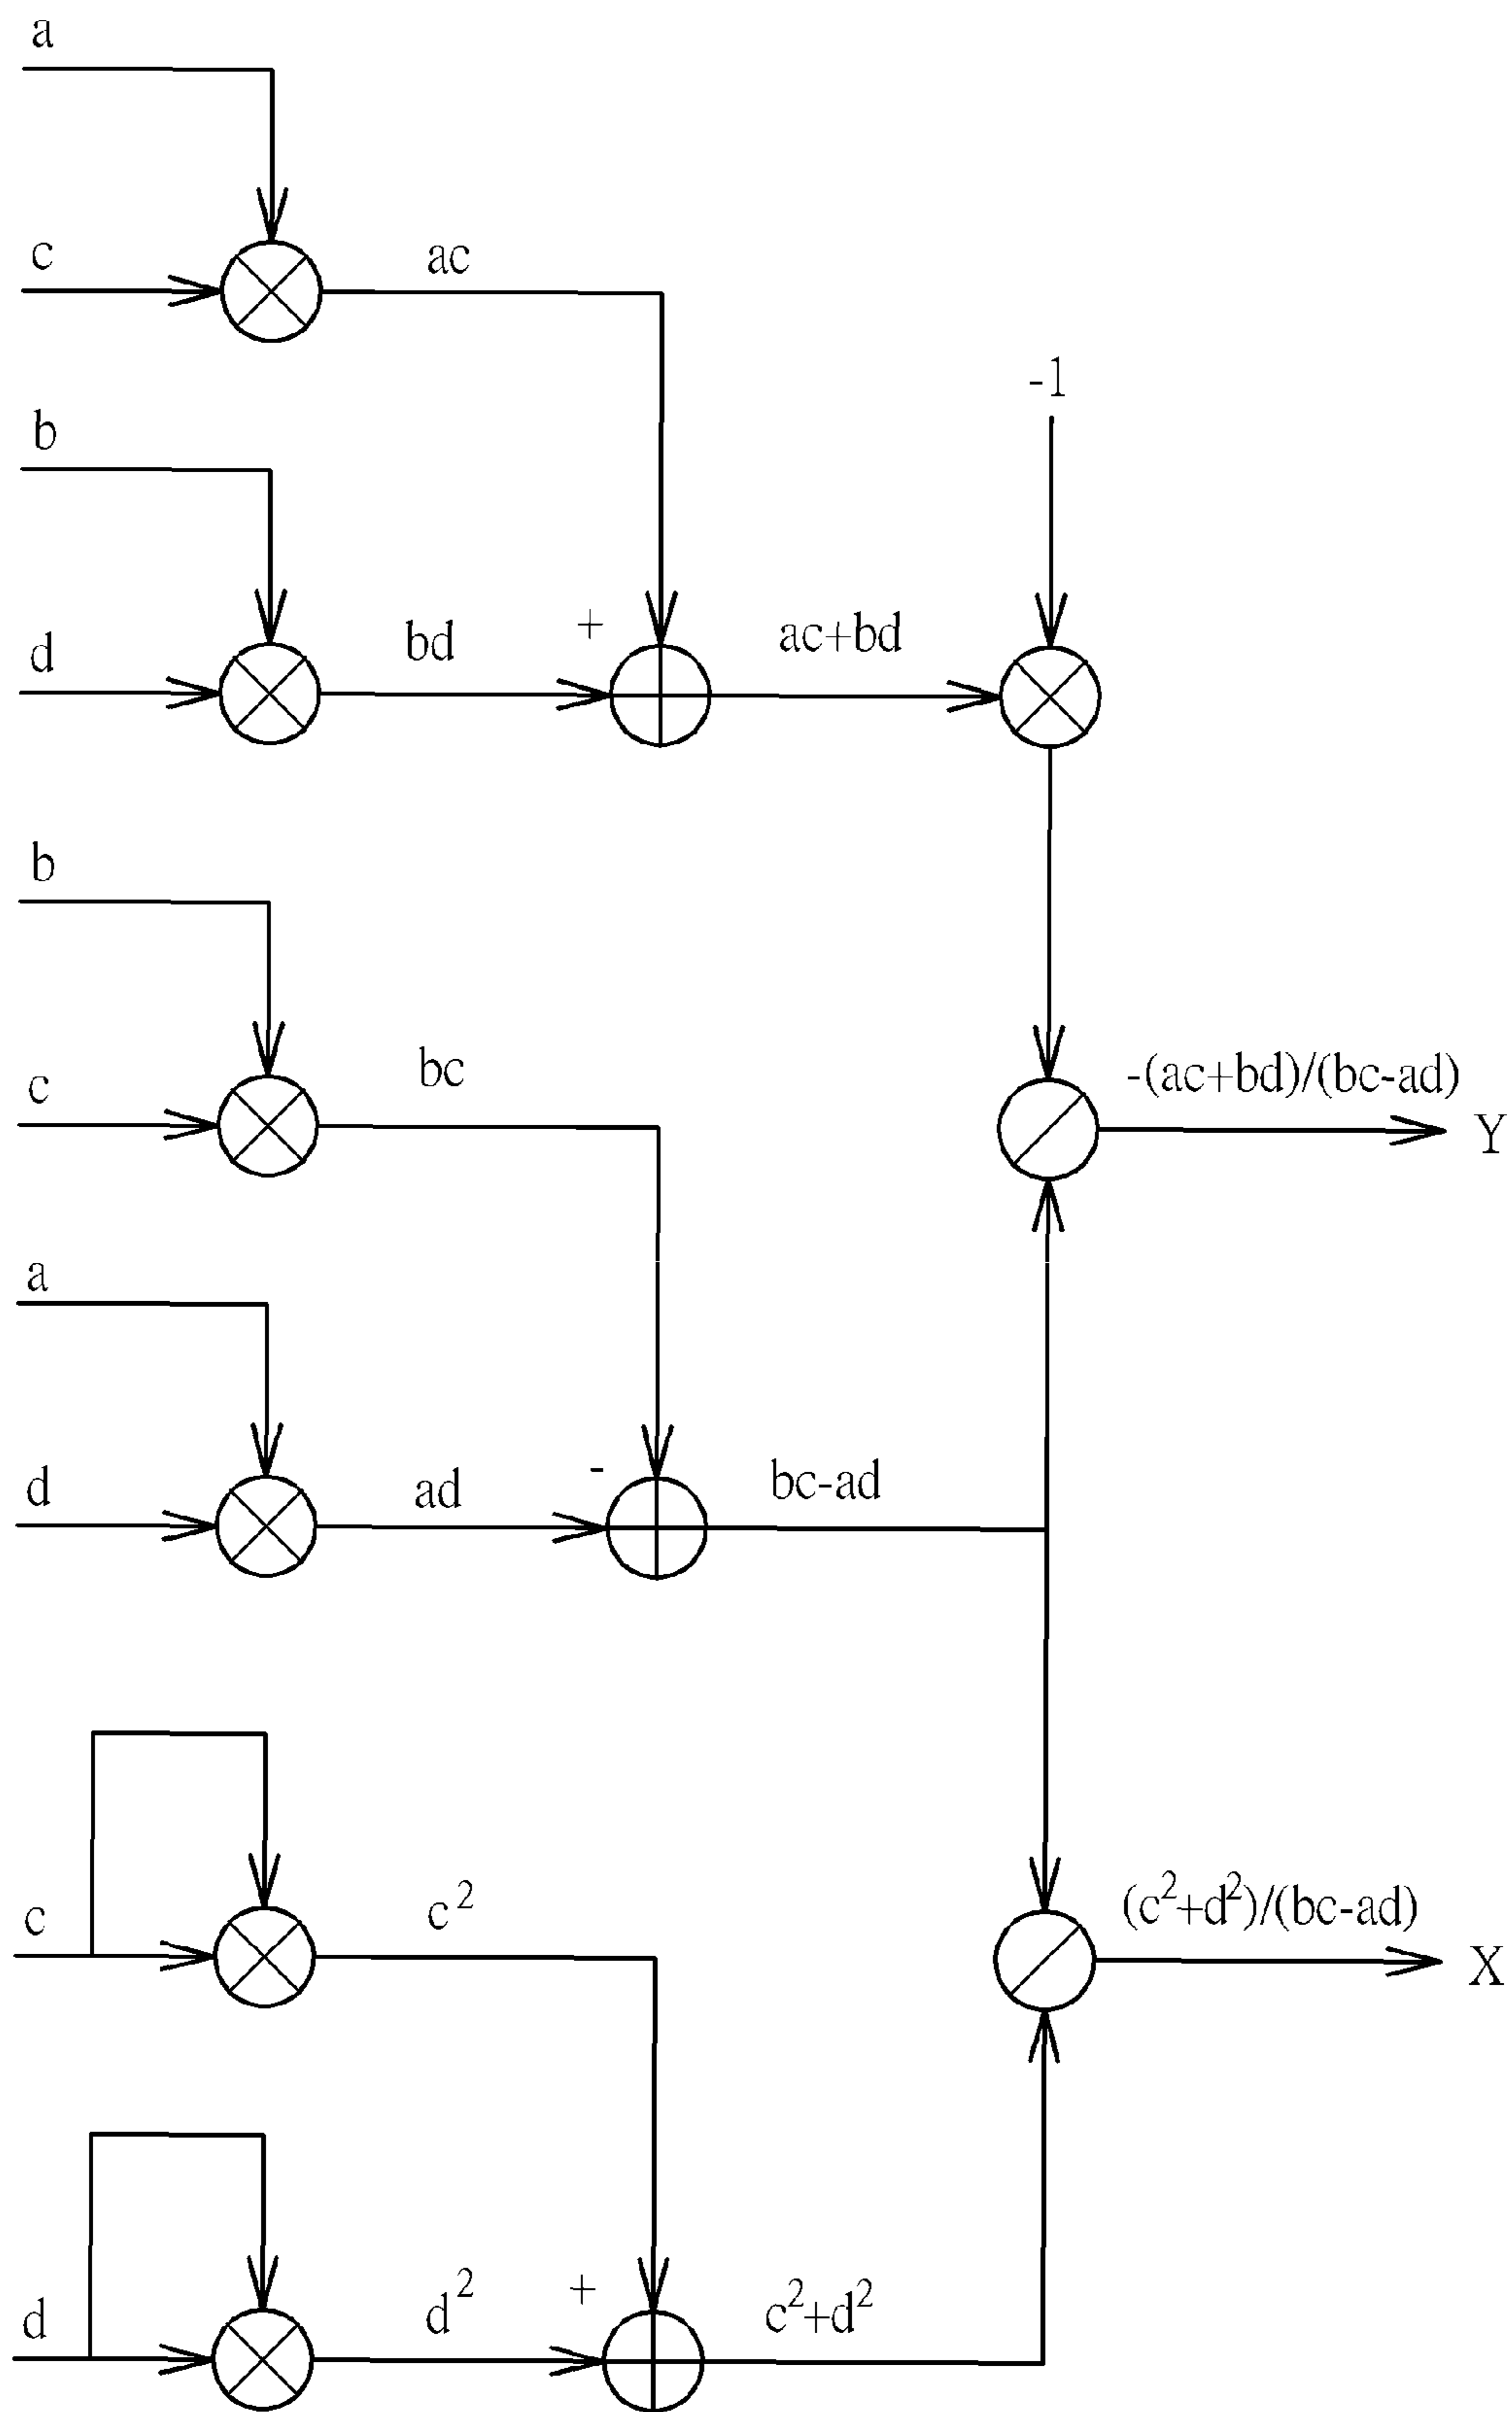 a
c
ac
-1
b
d
bd
+
ac+bd
b
c
bc
-(ac+bd)/(bc-ad)
Y
a
d
ad
-
bc-ad
c
c²
(c²+d²)/(bc-ad)
X
d
d²
+
c²+d²